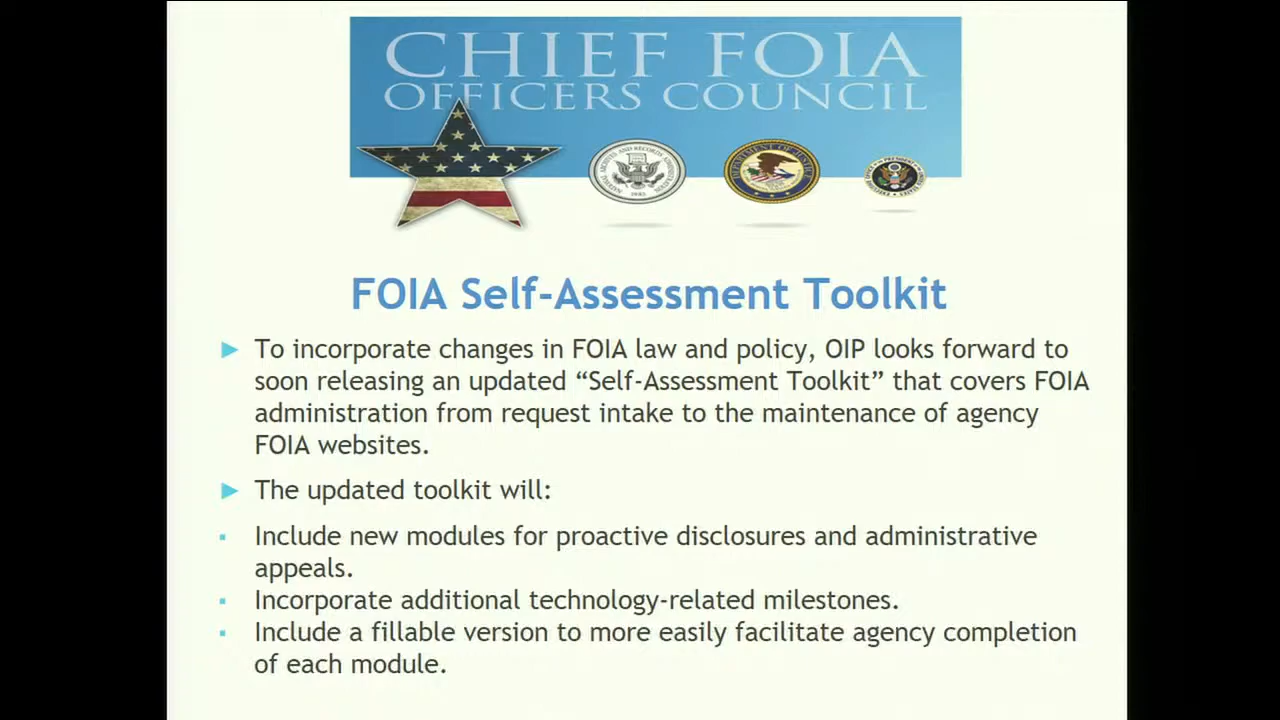 CHIEF FOIA
OFFICERS COUNCIL
FOIA Self-Assessment Toolkit
To incorporate changes in FOIA law and policy, OIP looks forward to
soon releasing an updated “Self-Assessment Toolkit” that covers FOIA
administration from request intake to the maintenance of agency
FOIA websites.
The updated toolkit will:
Include new modules for proactive disclosures and administrative
appeals.
Incorporate additional technology-related milestones.
Include a fillable version to more easily facilitate agency completion
of each module.